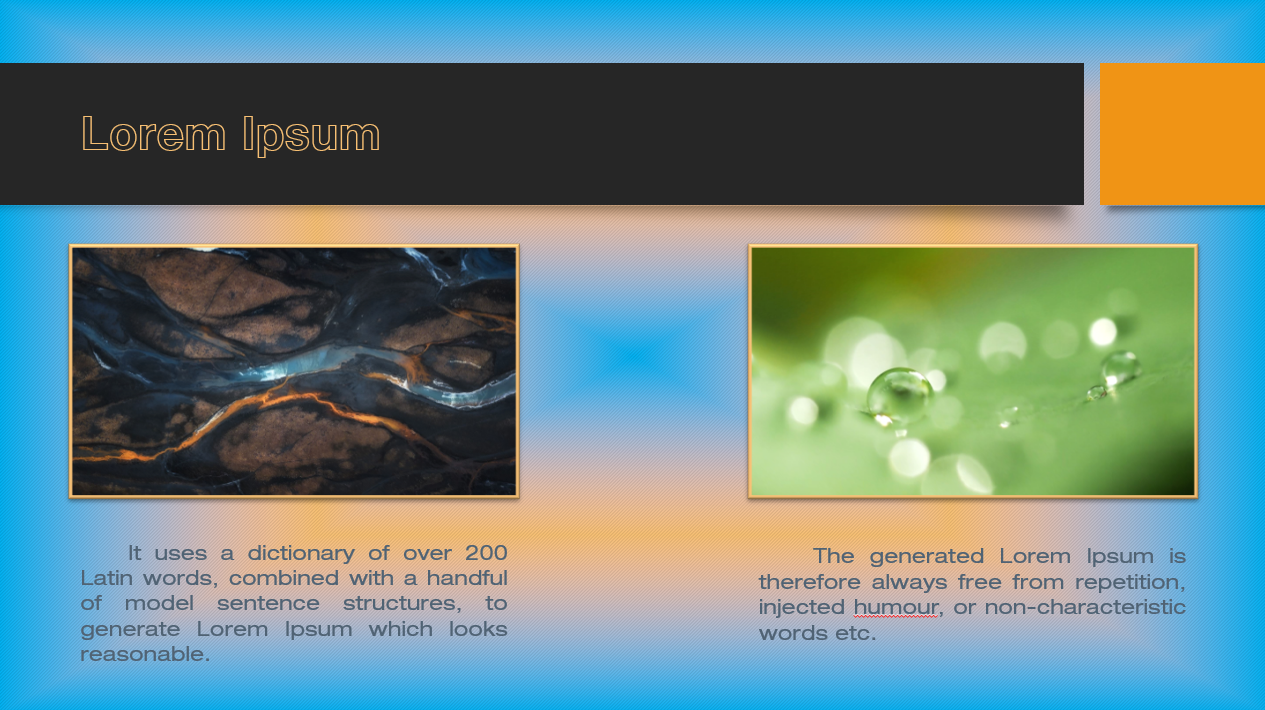 Lorem Ipsum
It uses a dictionary of over 200
Latin words, combined with a handful
of model sentence structures, to
generate Lorem Ipsum which looks
reasonable.
The generated Lorem Ipsum is
therefore always free from repetition,
injected humour, or non-characteristic
words etc.